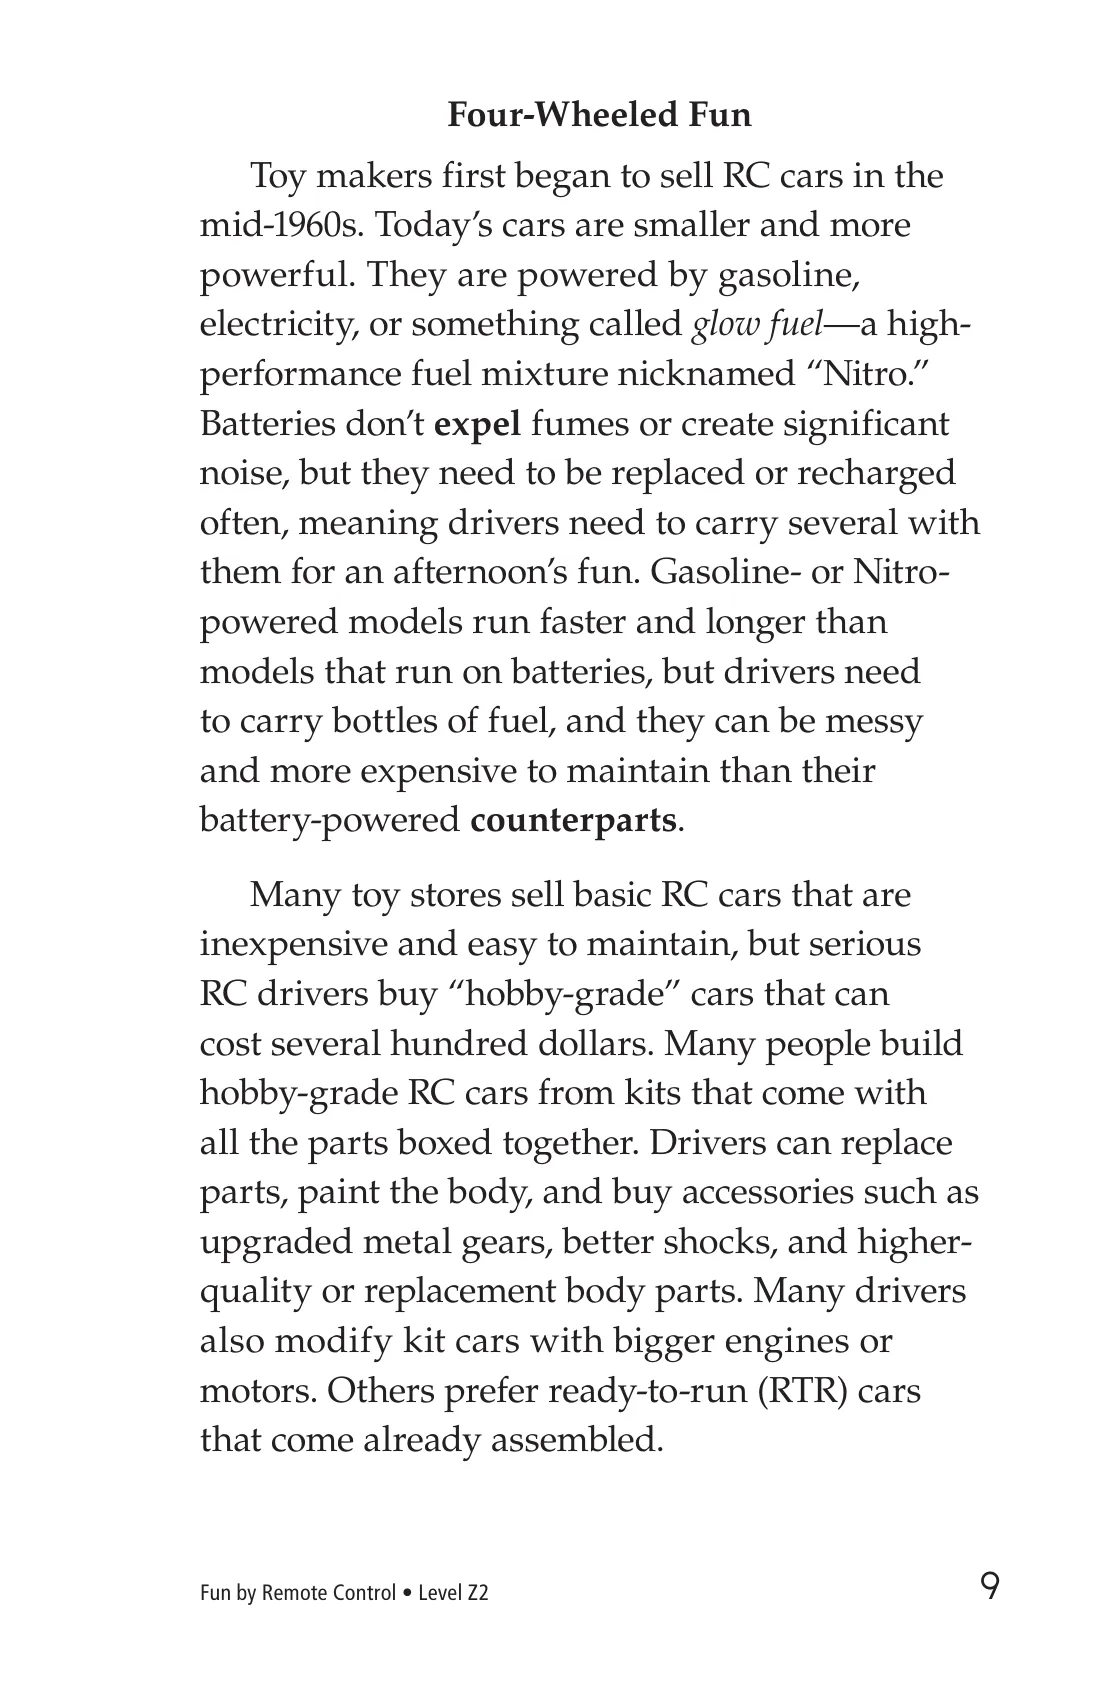 Four-Wheeled Fun
Toy makers first began to sell RC cars in the
mid-1960s. Today’s cars are smaller and more
powerful. They are powered by gasoline,
electricity, or something called glow fuel—a high-
performance fuel mixture nicknamed “Nitro.”
Batteries don’t expel fumes or create significant
noise, but they need to be replaced or recharged
often, meaning drivers need to carry several with
them for an afternoon’s fun. Gasoline- or Nitro-
powered models run faster and longer than
models that run on batteries, but drivers need
to carry bottles of fuel, and they can be messy
and more expensive to maintain than their
battery-powered counterparts.
Many toy stores sell basic RC cars that are
inexpensive and easy to maintain, but serious
RC drivers buy “hobby-grade” cars that can
cost several hundred dollars. Many people build
hobby-grade RC cars from kits that come with
all the parts boxed together. Drivers can replace
parts, paint the body, and buy accessories such as
upgraded metal gears, better shocks, and higher-
quality or replacement body parts. Many drivers
also modify kit cars with bigger engines or
motors. Others prefer ready-to-run (RTR) cars
that come already assembled.
Fun by Remote Control • Level Z2
9